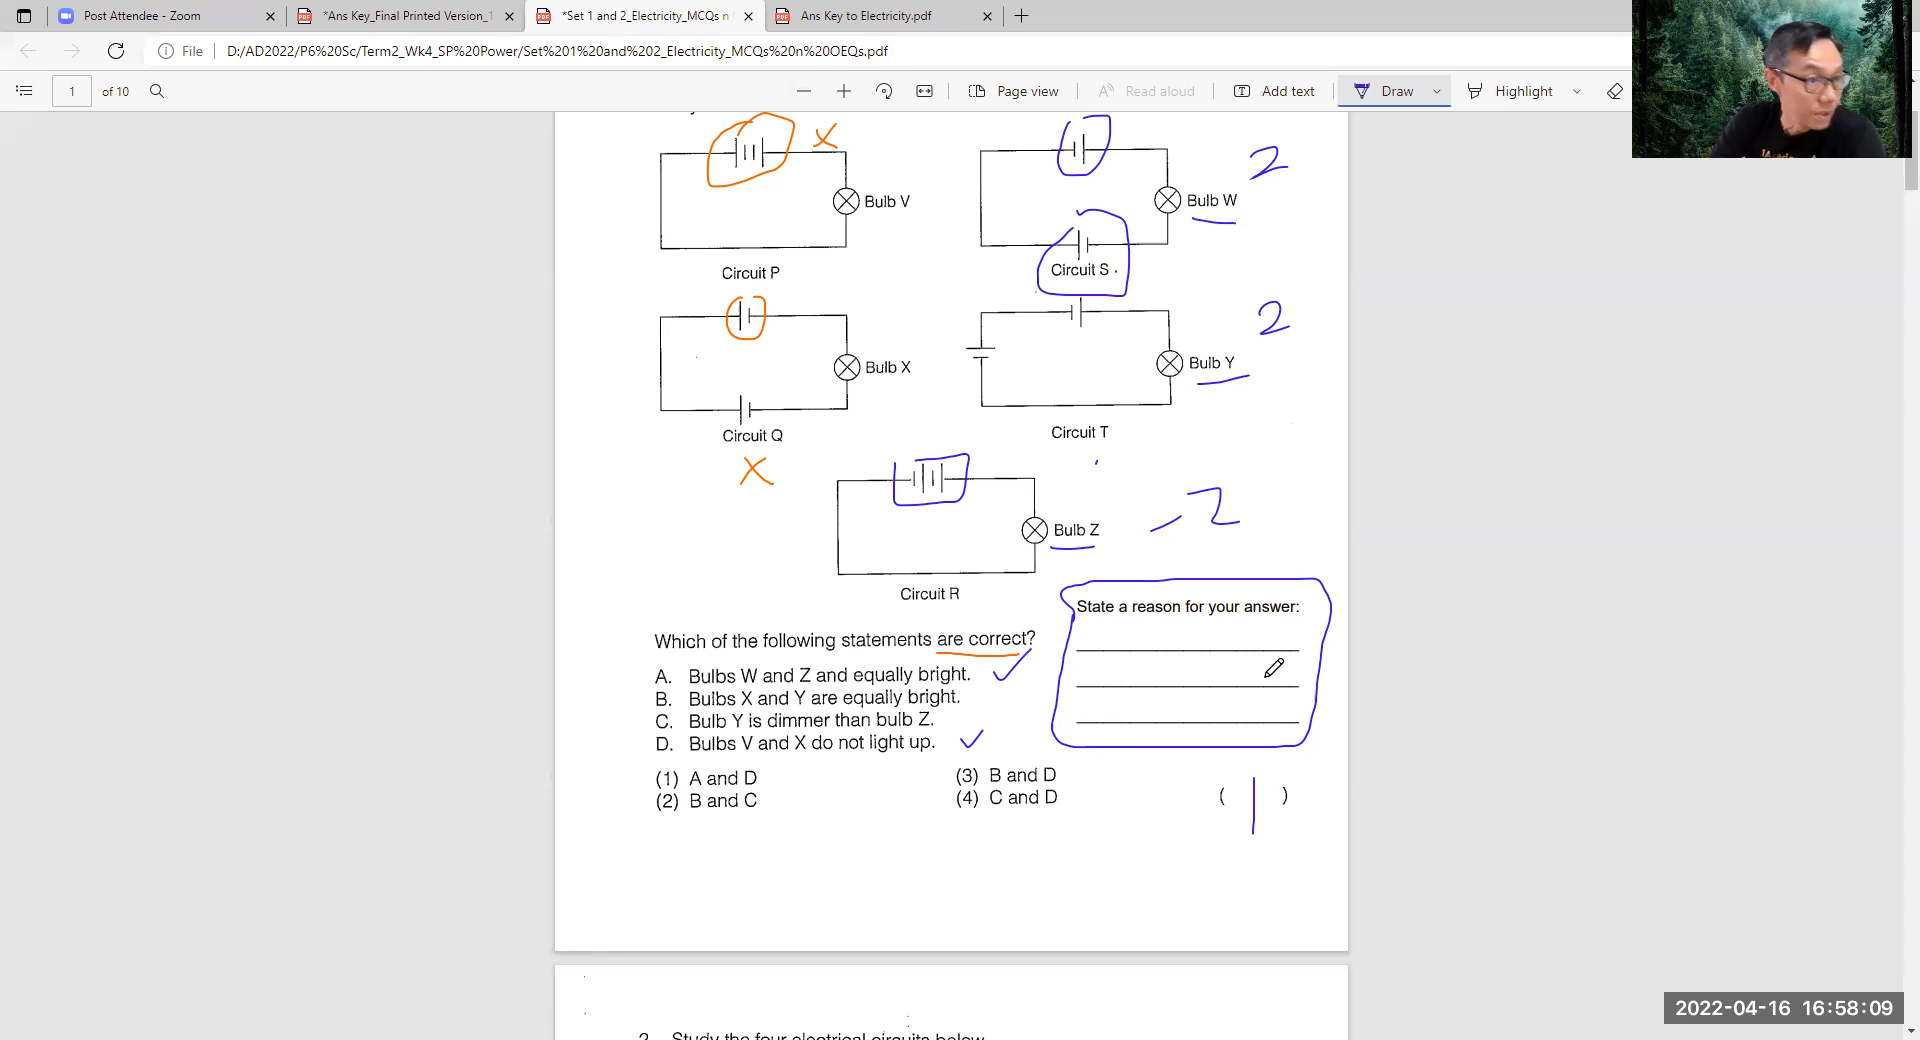 Post Attendee - Zoom
*Ans Key_Final Printed Version_1
*Set 1 and 2_Electricity_MCQs n
Ans Key to Electricity.pdf
File
D:/AD2022/P6%20Sc/Term2_Wk4_SP%20Power/Set%201%20and%202_Electricity_MCQs%20n%20OEQs.pdf
1 of 10
Page view
Read aloud
Add text
Draw
Highlight
X
Bulb V
Bulb W
2
Circuit P
Circuit S
Bulb X
Bulb Y
2
Circuit Q
Circuit T
X
Bulb Z
2
Circuit R
State a reason for your answer:
Which of the following statements are correct?
A. Bulbs W and Z and equally bright.
B. Bulbs X and Y are equally bright.
C. Bulb Y is dimmer than bulb Z.
D. Bulbs V and X do not light up.
(1) A and D
(3) B and D
(2) B and C
(4) C and D
( | )
2022-04-16 16:58:09